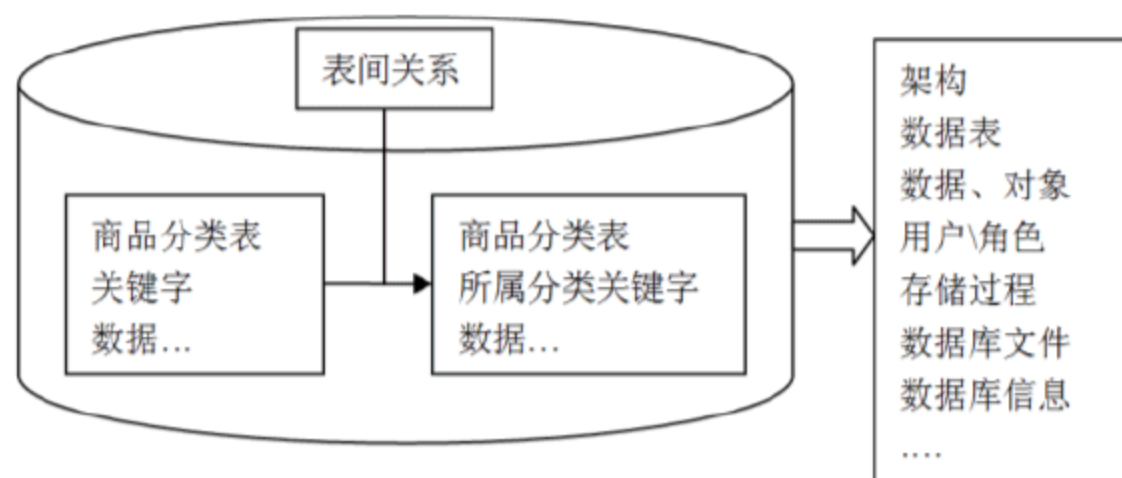 表间关系
商品分类表
关键字
数据...
商品分类表
所属分类关键字
数据...
架构
数据表
数据、对象
用户\角色
存储过程
数据库文件
数据库信息
....